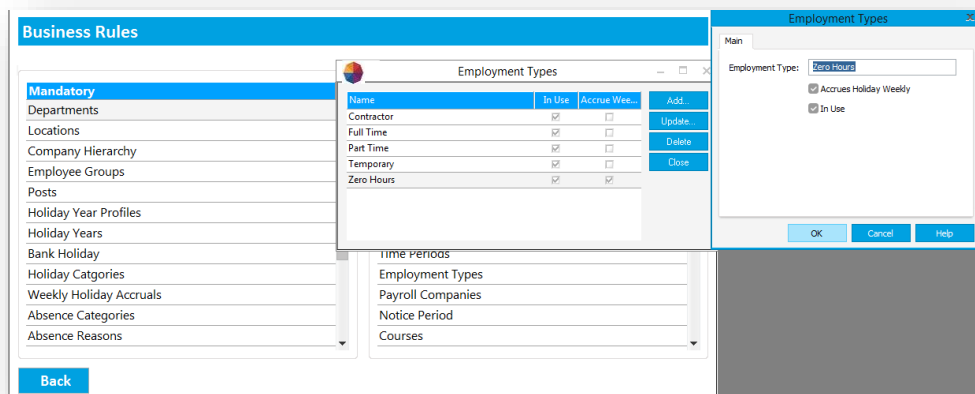 Business Rules
Mandatory
Departments
Locations
Company Hierarchy
Employee Groups
Posts
Holiday Year Profiles
Holiday Years
Bank Holiday
Holiday Catgories
Weekly Holiday Accruals
Absence Categories
Absence Reasons
Time Periods
Employment Types
Payroll Companies
Notice Period
Courses
Back
Employment Types
Name In Use Accrue Wee...
Contractor
Full Time
Part Time
Temporary
Zero Hours
Add...
Update...
Delete
Close
Employment Types
Main
Employment Type: Zero Hours
Accrues Holiday Weekly
In Use
OK Cancel Help